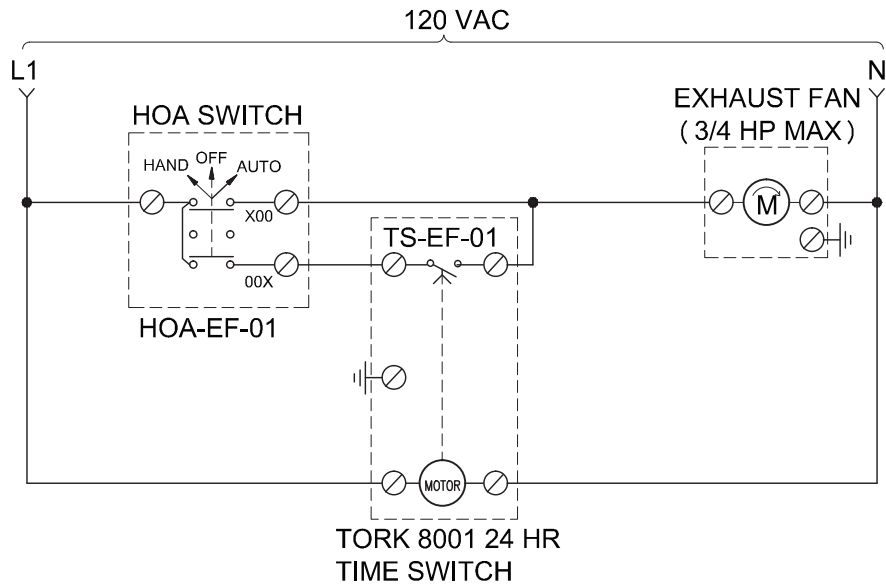 120 VAC
L1
N
HOA SWITCH
EXHAUST FAN
( 3/4 HP MAX )
HAND OFF AUTO
X00
M
TS-EF-01
00X
HOA-EF-01
MOTOR
TORK 8001 24 HR
TIME SWITCH